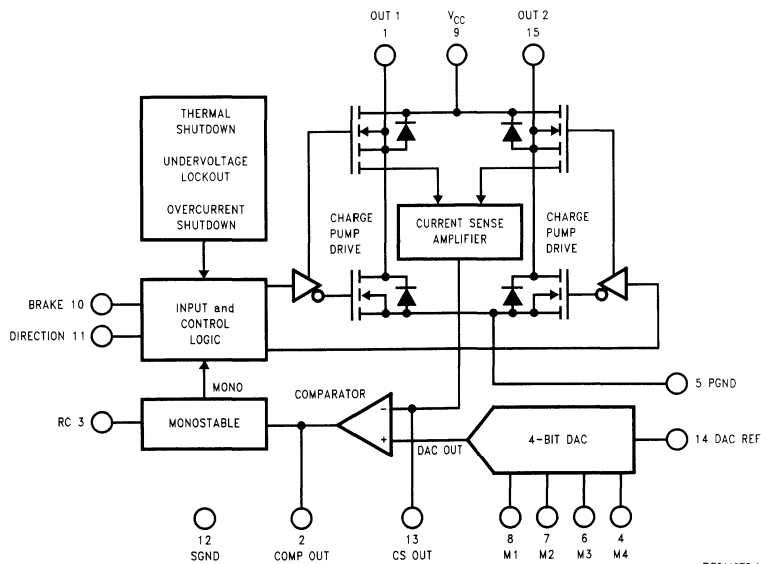 OUT 1
1
VCC
9
OUT 2
15
THERMAL
SHUTDOWN
UNDERVOLTAGE
LOCKOUT
OVERCURRENT
SHUTDOWN
CHARGE
PUMP
DRIVE
CURRENT SENSE
AMPLIFIER
CHARGE
PUMP
DRIVE
BRAKE 10
DIRECTION 11
INPUT and
CONTROL
LOGIC
MONO
5 PGND
RC 3
MONOSTABLE
COMPARATOR
-
+
DAC OUT
4-BIT DAC
14 DAC REF
12
SGND
2
COMP OUT
13
CS OUT
8
M1
7
M2
6
M3
4
M4